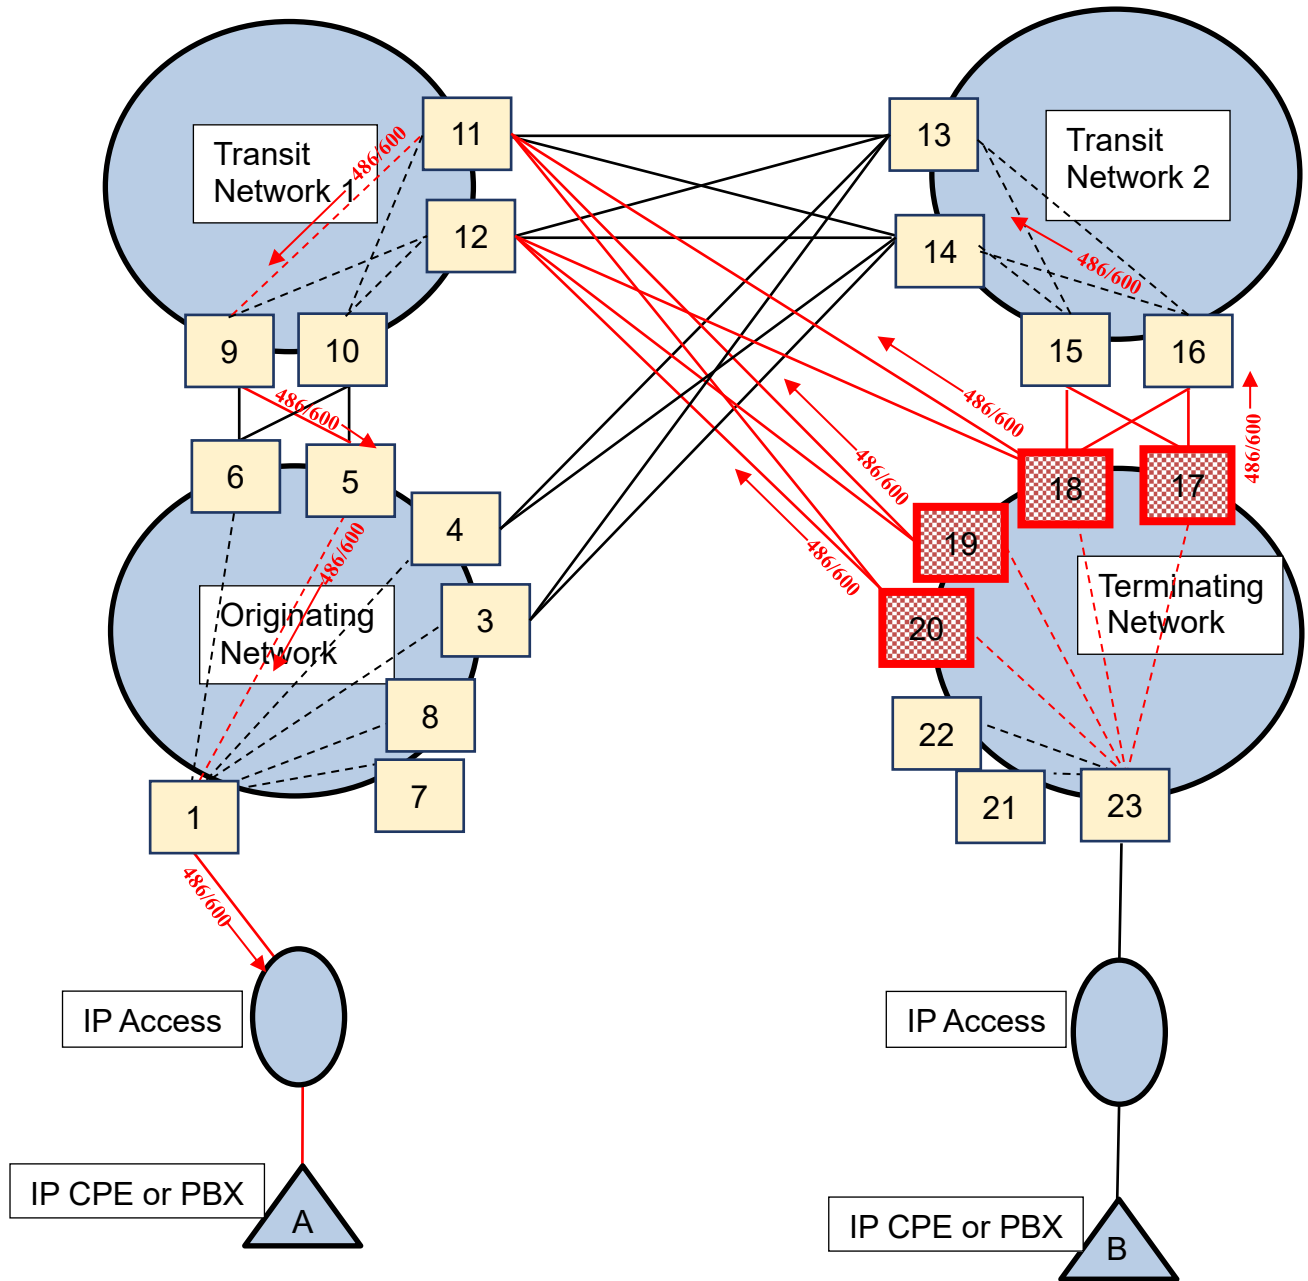 11
13
Transit
Network 1
486/600
Transit
Network 2
12
14
486/600
9
10
15
16
486/600
486/600
486/600
6
5
4
18
17
486/600
19
486/600
486/600
3
20
Originating
Network
Terminating
Network
8
22
7
21
1
23
486/600
IP Access
IP Access
IP CPE or PBX
A
IP CPE or PBX
B